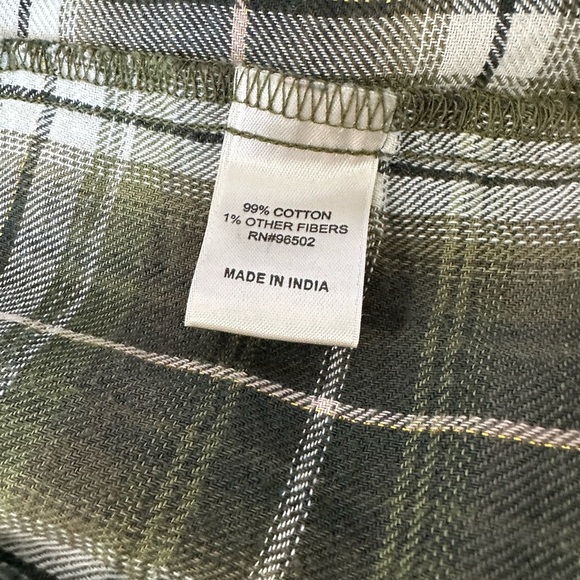 99% COTTON
1% OTHER FIBERS
RN#96502
MADE IN INDIA